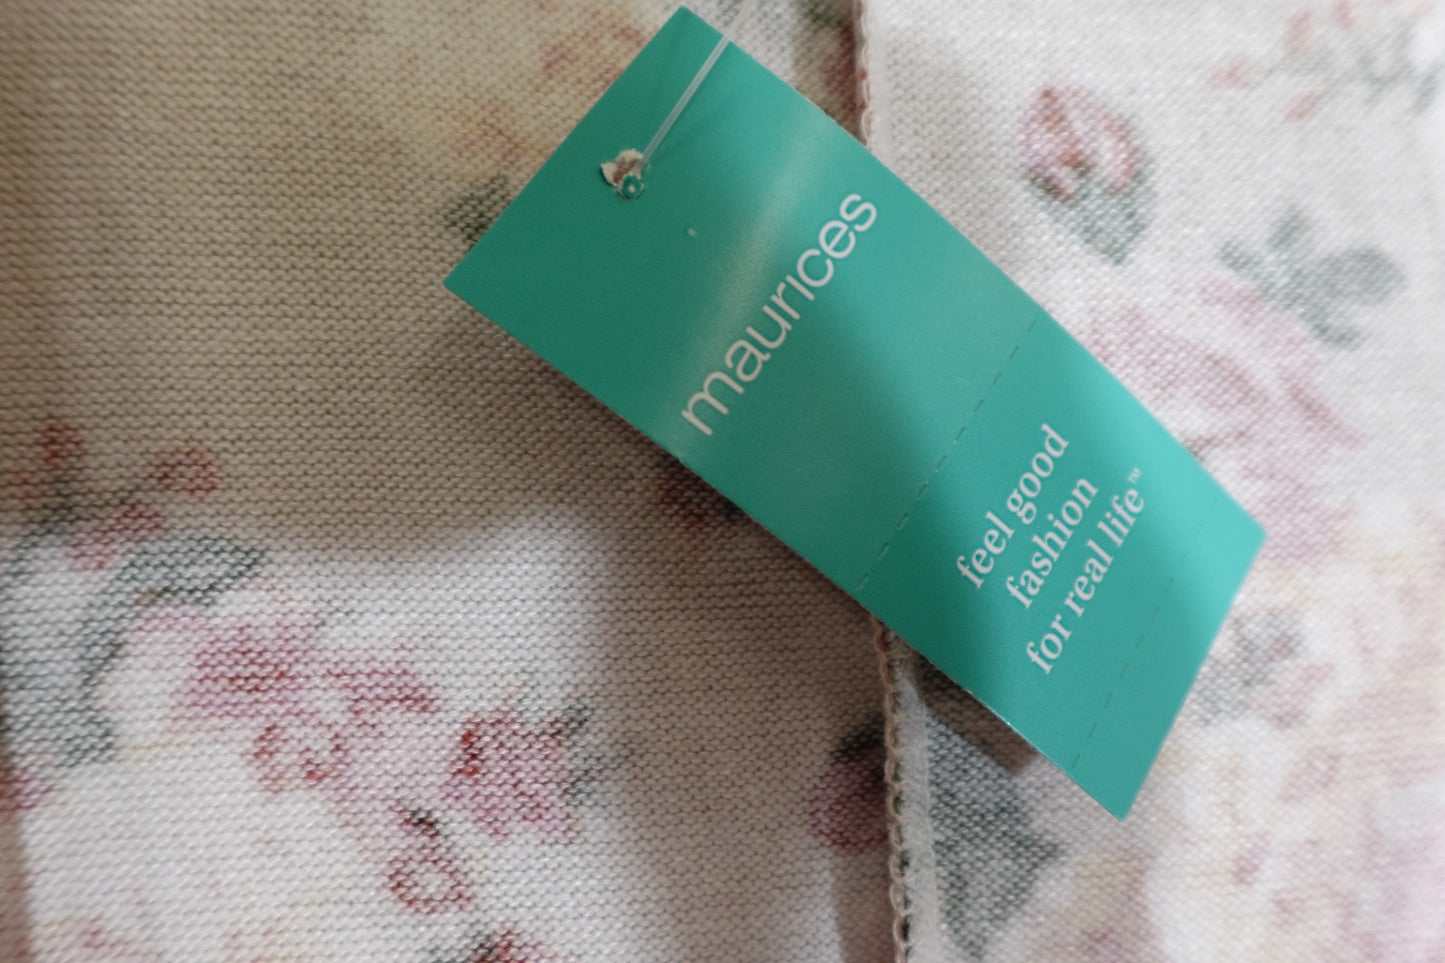 maurices
feel good
fashion
for real life™